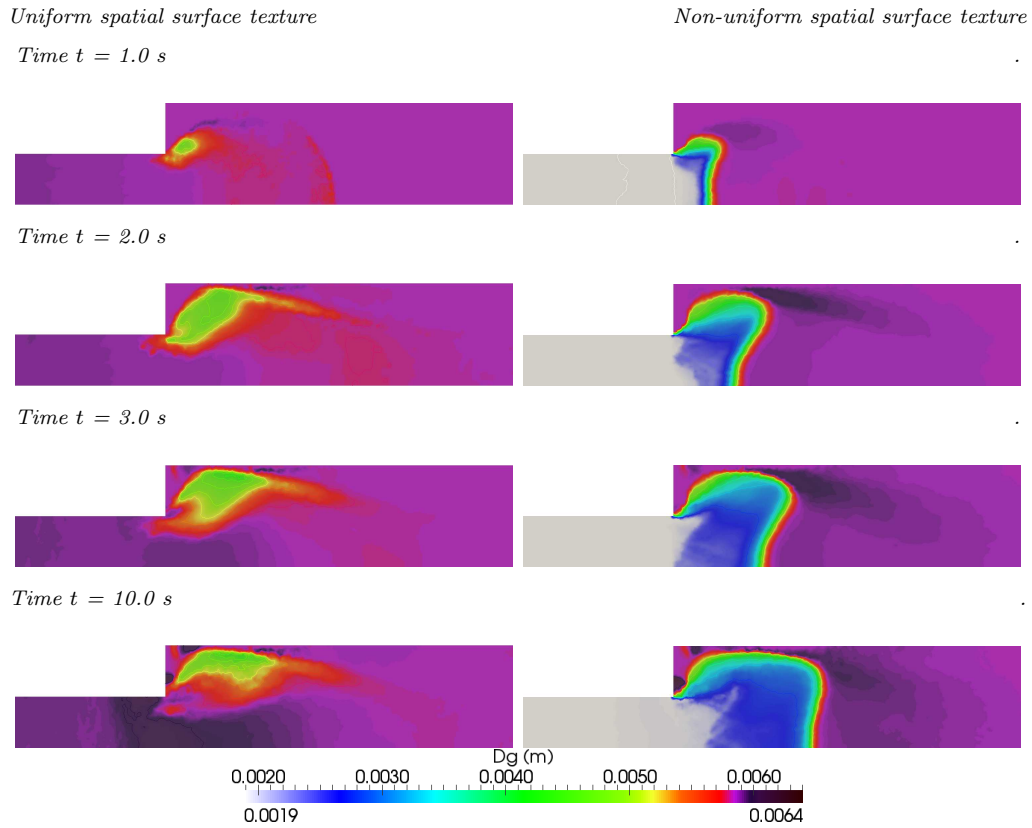 Uniform spatial surface texture Non-uniform spatial surface texture
Time t = 1.0 s .
Time t = 2.0 s .
Time t = 3.0 s .
Time t = 10.0 s .
Dg (m)
0.0020 0.0030 0.0040 0.0050 0.0060
0.0019 0.0064